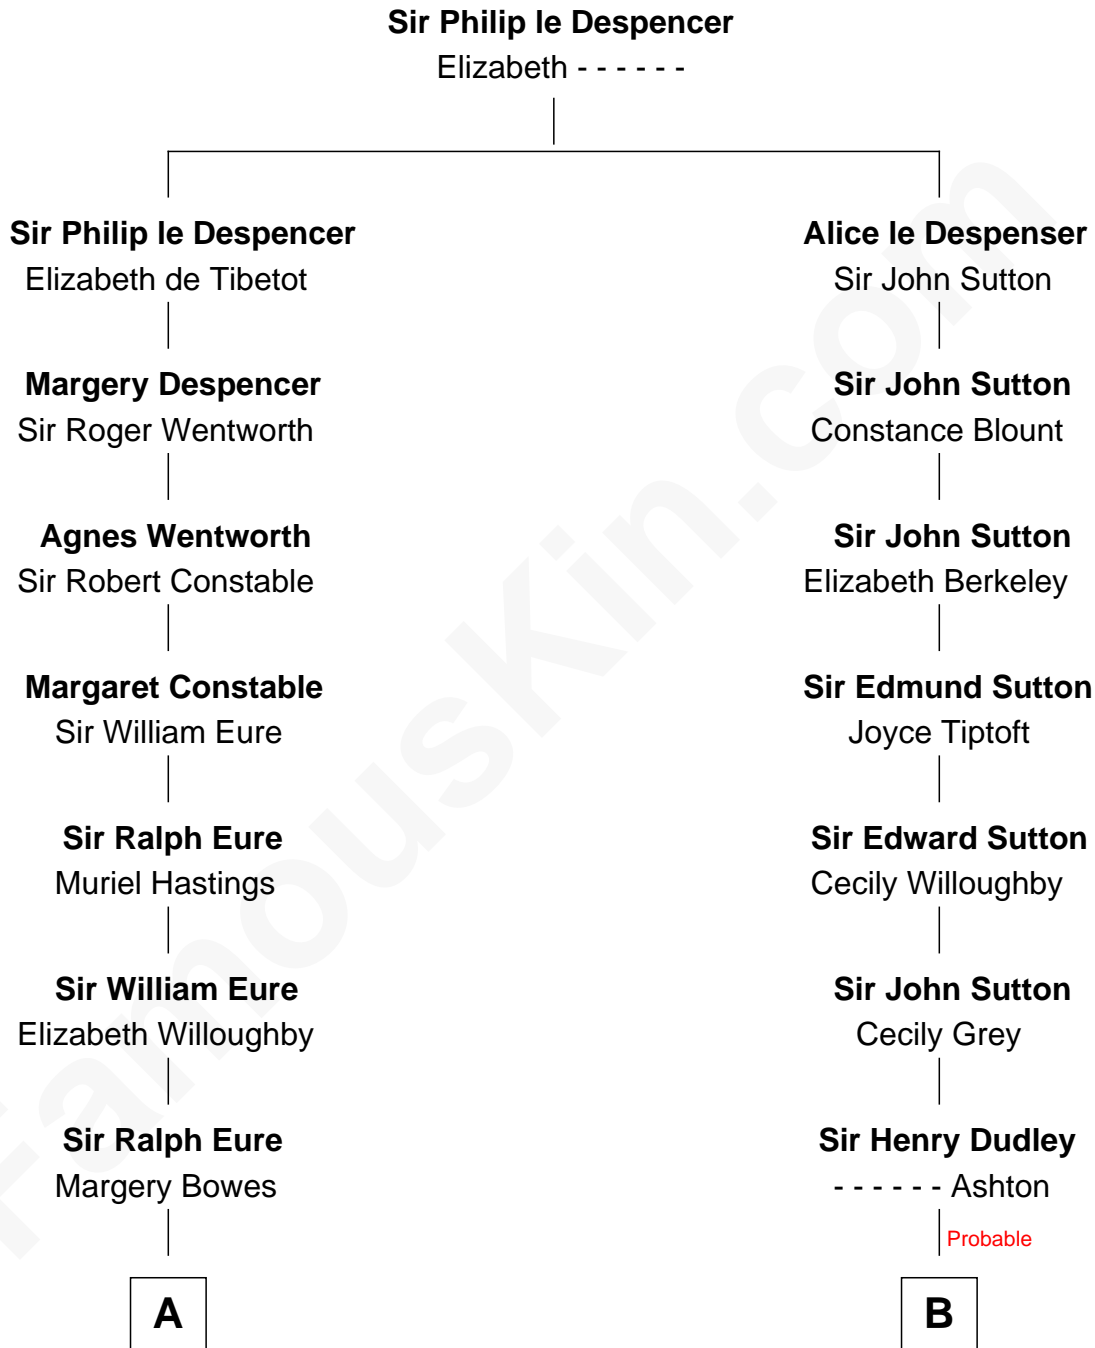 Sir Philip le Despencer
Elizabeth - - - - - -
Sir Philip le Despencer
Elizabeth de Tibetot
Margery Despencer
Sir Roger Wentworth
Agnes Wentworth
Sir Robert Constable
Margaret Constable
Sir William Eure
Sir Ralph Eure
Muriel Hastings
Sir William Eure
Elizabeth Willoughby
Sir Ralph Eure
Margery Bowes
A
Alice le Despenser
Sir John Sutton
Sir John Sutton
Constance Blount
Sir John Sutton
Elizabeth Berkeley
Sir Edmund Sutton
Joyce Tiptoft
Sir Edward Sutton
Cecily Willoughby
Sir John Sutton
Cecily Grey
Sir Henry Dudley
- - - - - - Ashton
Probable
B
FamousKin.com